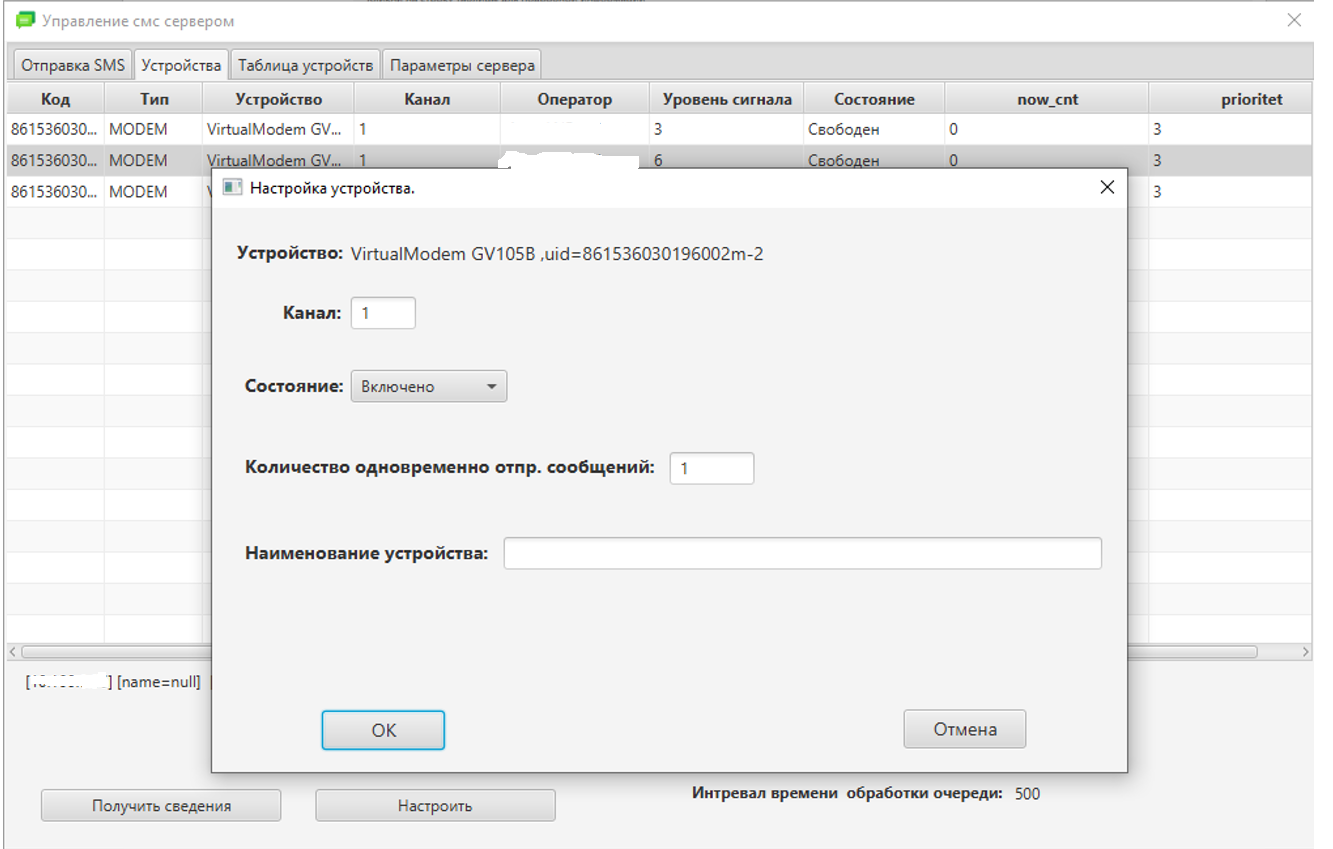 Управление смс сервером
Отправка SMS Устройства Таблица устройств Параметры сервера
Код Тип Устройство Канал Оператор Уровень сигнала Состояние now_cnt prioritet
861536030... MODEM VirtualModem GV... 1 3 Свободен 0 3
861536030... MODEM VirtualModem GV... 1 6 Свободен 0 3
861536030... MODEM 3
Настройка устройства.
Устройство: VirtualModem GV105B ,uid=861536030196002m-2
Канал: 1
Состояние: Включено
Количество одновременно отпр. сообщений: 1
Наименование устройства:
[name=null]
OK Отмена
Получить сведения Настроить Интревал времени обработки очереди: 500